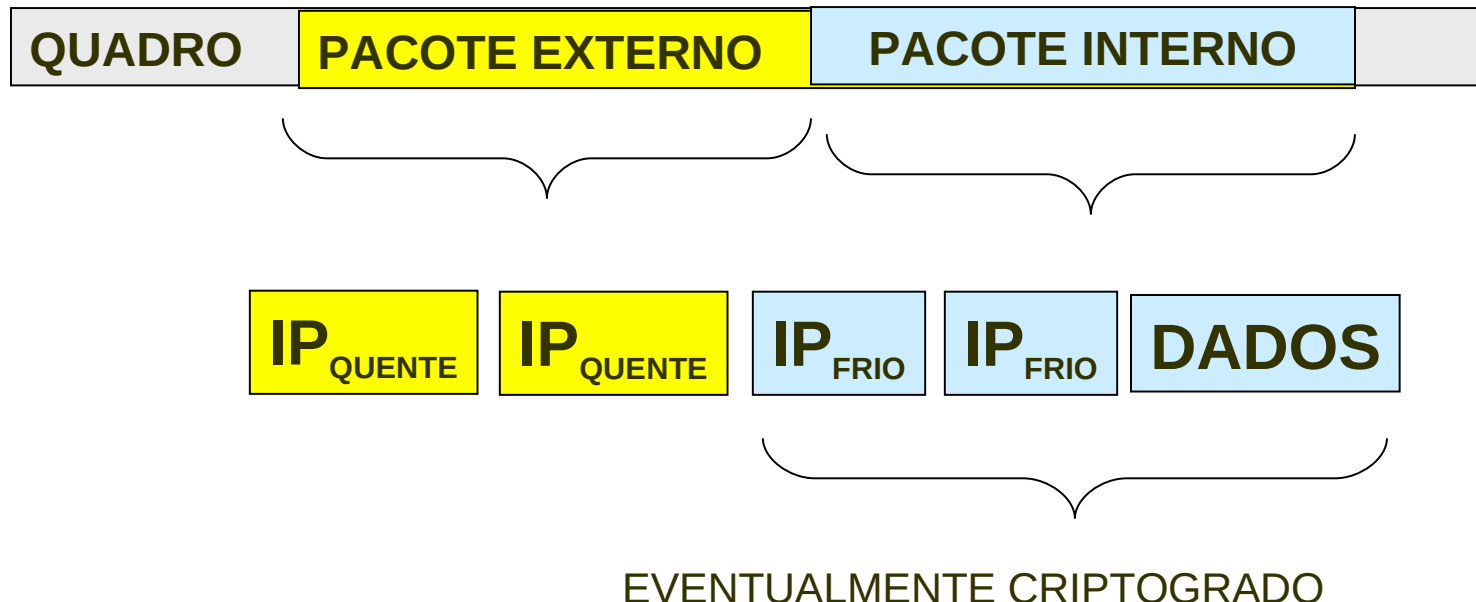 QUADRO PACOTE EXTERNO PACOTE INTERNO
IPQUENTE IPQUENTE IPFRIO IPFRIO DADOS
EVENTUALMENTE CRIPTOGRADO